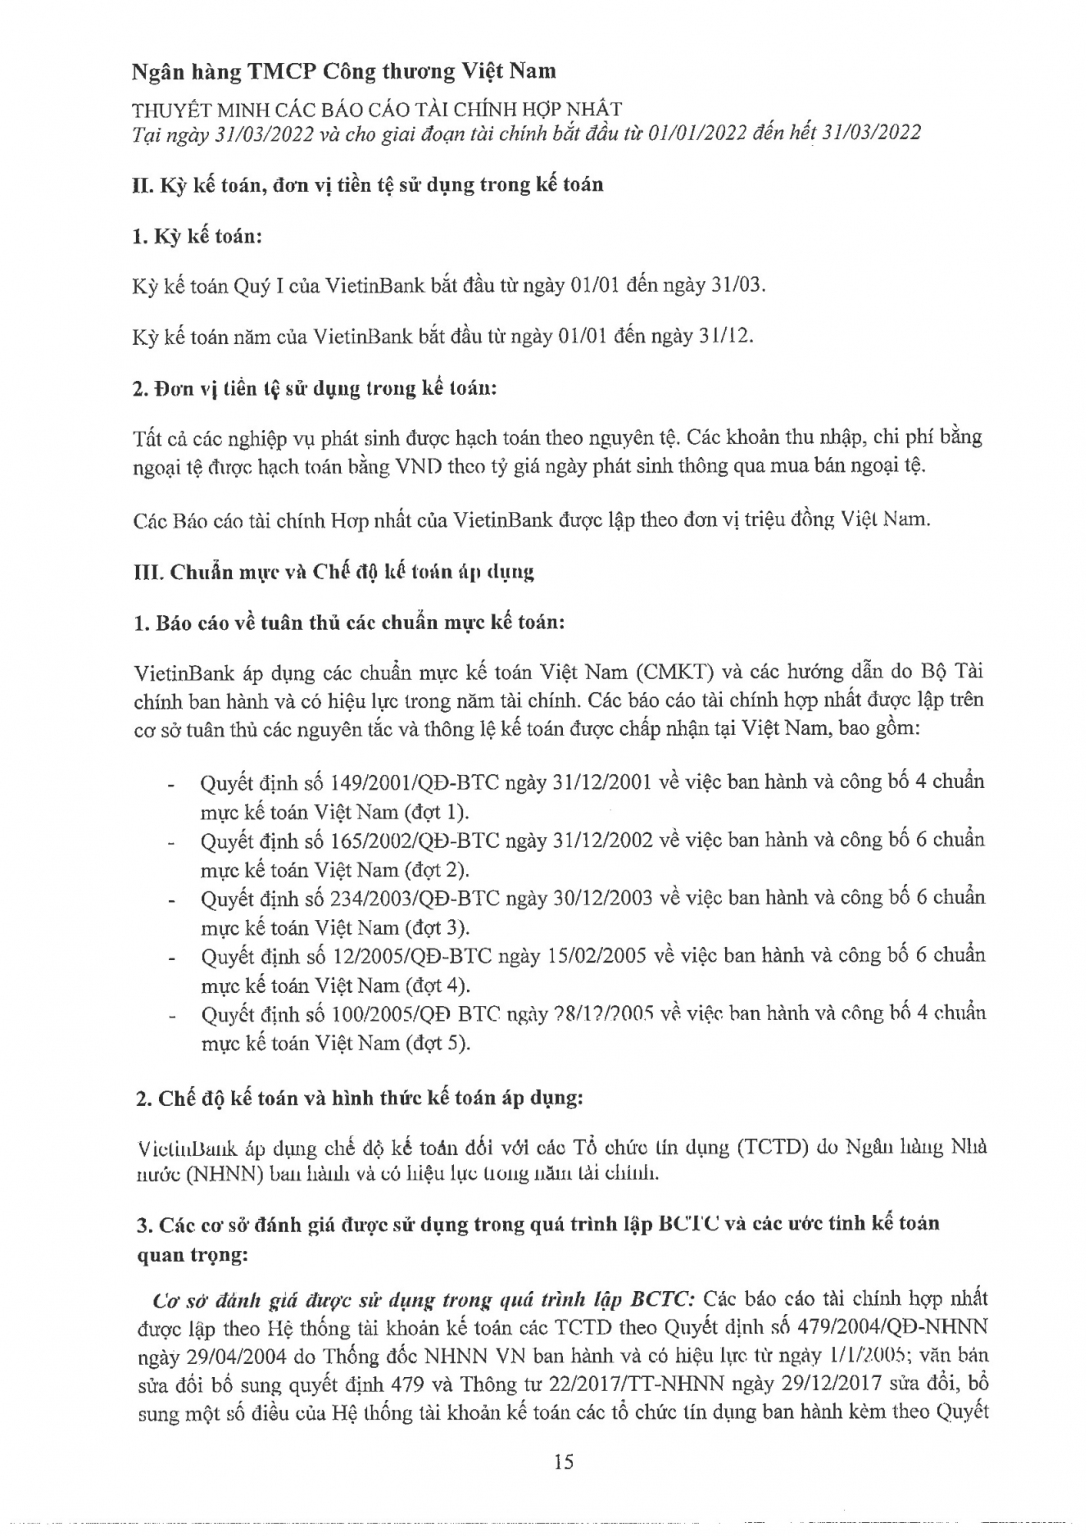 Ngân hàng TMCP Công thương Việt Nam
THUYẾT MINH CÁC BÁO CÁO TÀI CHÍNH HỢP NHẤT
Tại ngày 31/03/2022 và cho giai đoạn tài chính bắt đầu từ 01/01/2022 đến hết 31/03/2022
II. Kỳ kế toán, đơn vị tiền tệ sử dụng trong kế toán
1. Kỳ kế toán:
Kỳ kế toán Quý I của VietinBank bắt đầu từ ngày 01/01 đến ngày 31/03.
Kỳ kế toán năm của VietinBank bắt đầu từ ngày 01/01 đến ngày 31/12.
2. Đơn vị tiền tệ sử dụng trong kế toán:
Tất cả các nghiệp vụ phát sinh được hạch toán theo nguyên tệ. Các khoản thu nhập, chi phí bằng
ngoại tệ được hạch toán bằng VND theo tỷ giá ngày phát sinh thông qua mua bán ngoại tệ.
Các Báo cáo tài chính Hợp nhất của VietinBank được lập theo đơn vị triệu đồng Việt Nam.
III. Chuẩn mực và Chế độ kế toán áp dụng
1. Báo cáo về tuân thủ các chuẩn mực kế toán:
VietinBank áp dụng các chuẩn mực kế toán Việt Nam (CMKT) và các hướng dẫn do Bộ Tài
chính ban hành và có hiệu lực trong năm tài chính. Các báo cáo tài chính hợp nhất được lập trên
cơ sở tuân thủ các nguyên tắc và thông lệ kế toán được chấp nhận tại Việt Nam, bao gồm:
- Quyết định số 149/2001/QĐ-BTC ngày 31/12/2001 về việc ban hành và công bố 4 chuẩn
mực kế toán Việt Nam (đợt 1).
- Quyết định số 165/2002/QĐ-BTC ngày 31/12/2002 về việc ban hành và công bố 6 chuẩn
mực kế toán Việt Nam (đợt 2).
- Quyết định số 234/2003/QĐ-BTC ngày 30/12/2003 về việc ban hành và công bố 6 chuẩn
mực kế toán Việt Nam (đợt 3).
- Quyết định số 12/2005/QĐ-BTC ngày 15/02/2005 về việc ban hành và công bố 6 chuẩn
mực kế toán Việt Nam (đợt 4).
- Quyết định số 100/2005/QĐ BTC ngày 28/12/2005 về việc ban hành và công bố 4 chuẩn
mực kế toán Việt Nam (đợt 5).
2. Chế độ kế toán và hình thức kế toán áp dụng:
VietinBank áp dụng chế độ kế toán đối với các Tổ chức tín dụng (TCTD) do Ngân hàng Nhà
nước (NHNN) ban hành và có hiệu lực trong năm tài chính.
3. Các cơ sở đánh giá được sử dụng trong quá trình lập BCTC và các ước tính kế toán
quan trọng:
Cơ sở đánh giá được sử dụng trong quá trình lập BCTC: Các báo cáo tài chính hợp nhất
được lập theo Hệ thống tài khoản kế toán các TCTD theo Quyết định số 479/2004/QĐ-NHNN
ngày 29/04/2004 do Thống đốc NHNN VN ban hành và có hiệu lực từ ngày 1/1/2005; văn bản
sửa đổi bổ sung quyết định 479 và Thông tư 22/2017/TT-NHNN ngày 29/12/2017 sửa đổi, bổ
sung một số điều của Hệ thống tài khoản kế toán các tổ chức tín dụng ban hành kèm theo Quyết
15